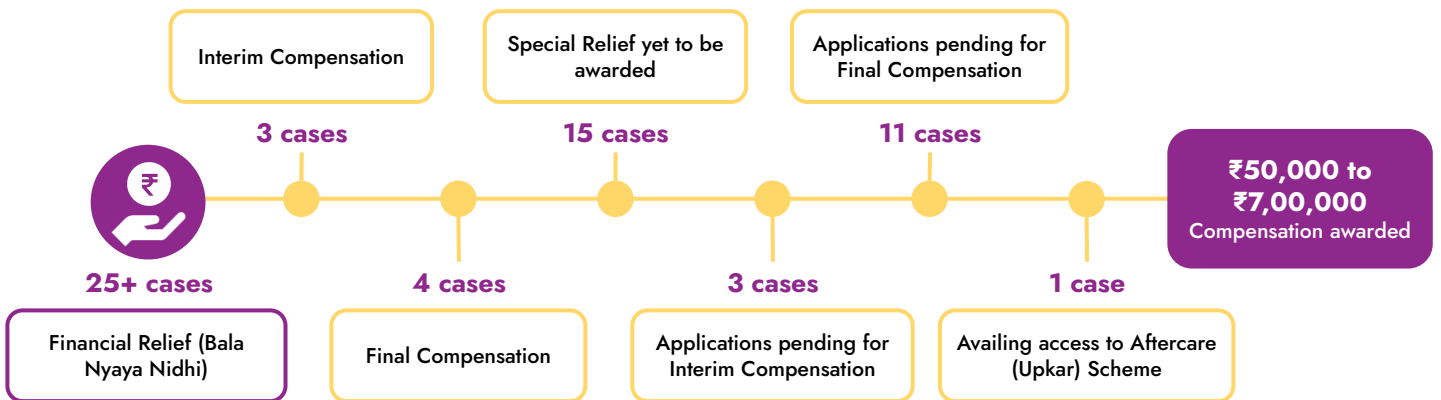 Interim Compensation
3 cases
Special Relief yet to be
awarded
15 cases
Applications pending for
Final Compensation
11 cases
₹
25+ cases
Financial Relief (Bala
Nyaya Nidhi)
4 cases
Final Compensation
3 cases
Applications pending for
Interim Compensation
1 case
Availing access to Aftercare
(Upkar) Scheme
₹50,000 to
₹7,00,000
Compensation awarded